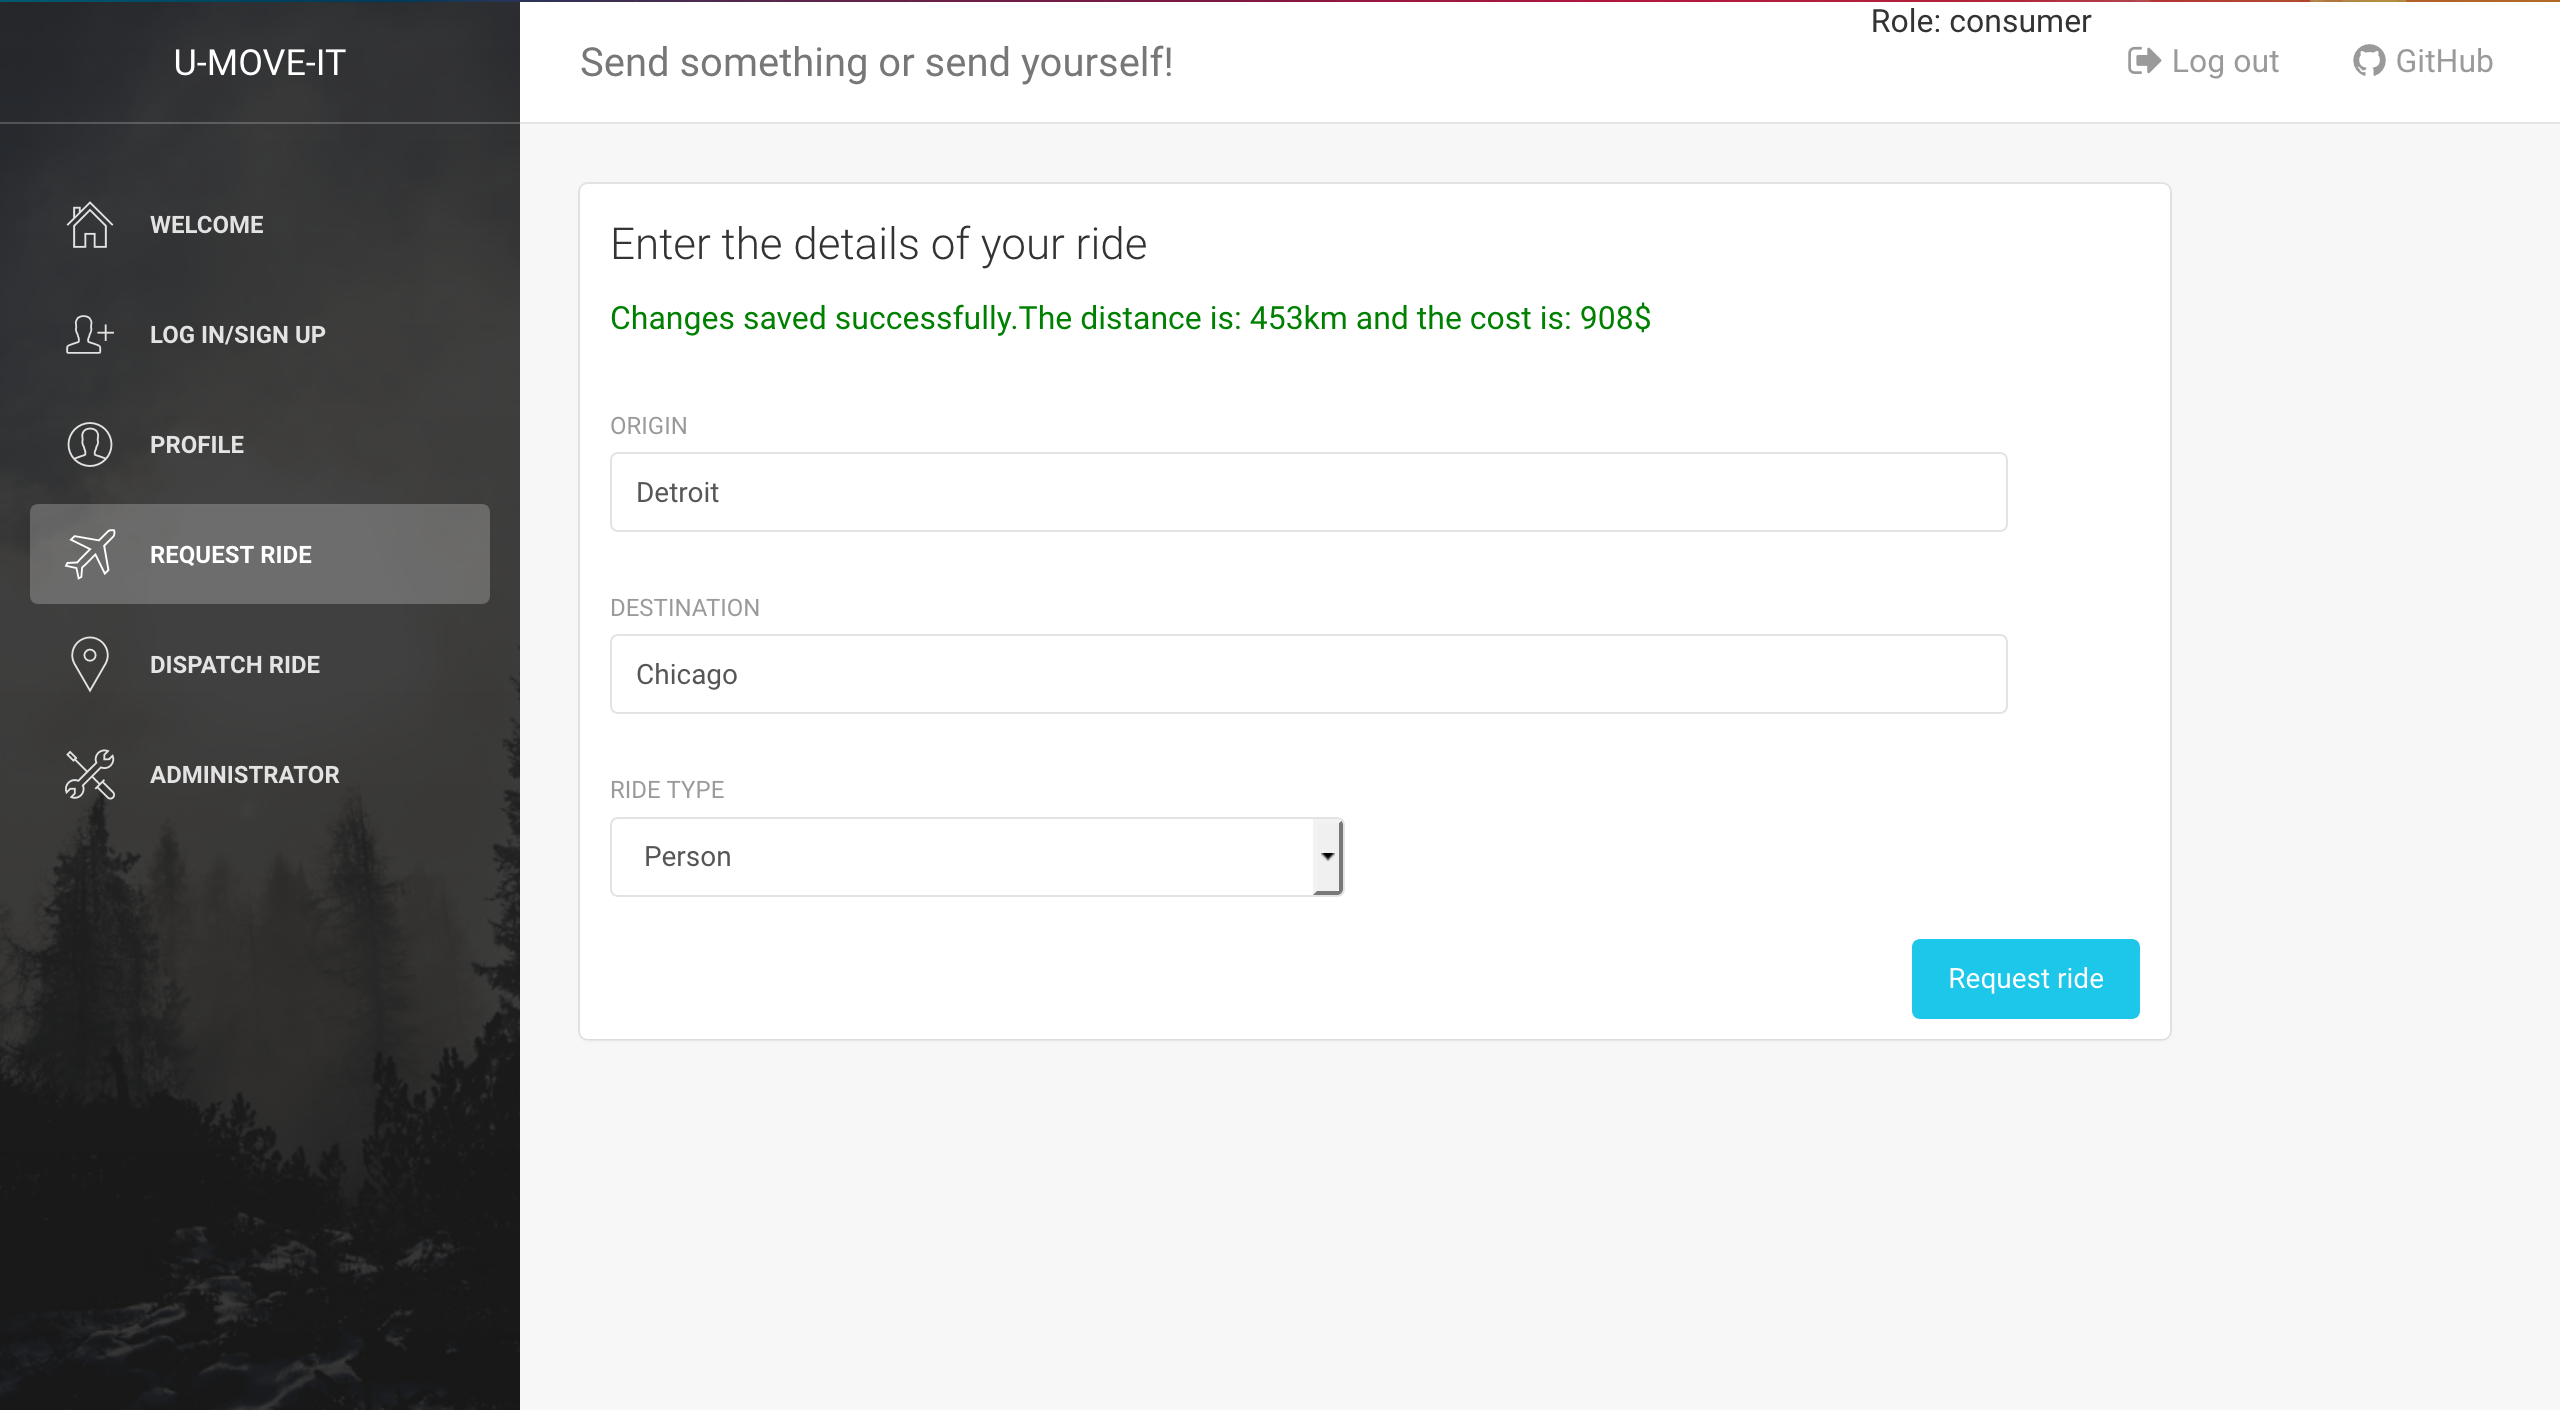 U-MOVE-IT
Send something or send yourself!
Role: consumer
Log out
GitHub
WELCOME
LOG IN/SIGN UP
PROFILE
REQUEST RIDE
DISPATCH RIDE
ADMINISTRATOR
Enter the details of your ride
Changes saved successfully.The distance is: 453km and the cost is: 908$
ORIGIN
Detroit
DESTINATION
Chicago
RIDE TYPE
Person
Request ride